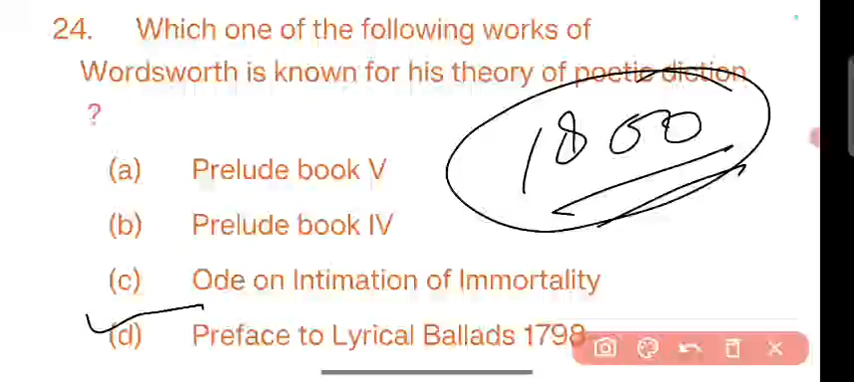 24. Which one of the following works of
Wordsworth is known for his theory of poetic diction
?
1800
(a) Prelude book V
(b) Prelude book IV
(c) Ode on Intimation of Immortality
(d) Preface to Lyrical Ballads 1798